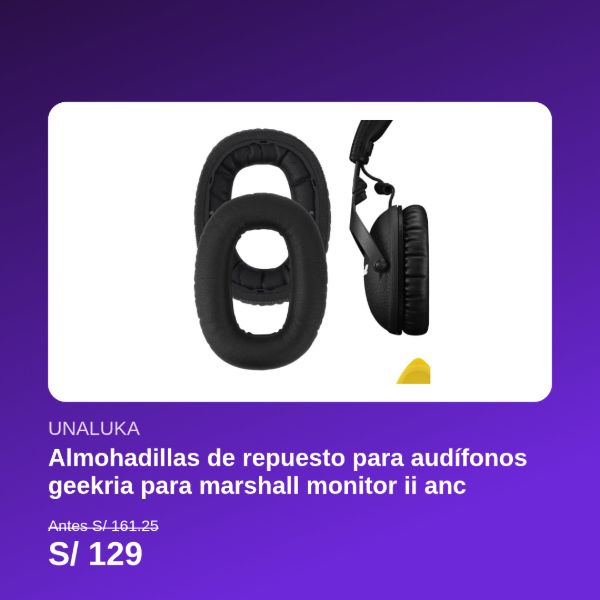 UNALUKA
Almohadillas de repuesto para audífonos
geekria para marshall monitor ii anc
Antes S/ 161.25
S/ 129